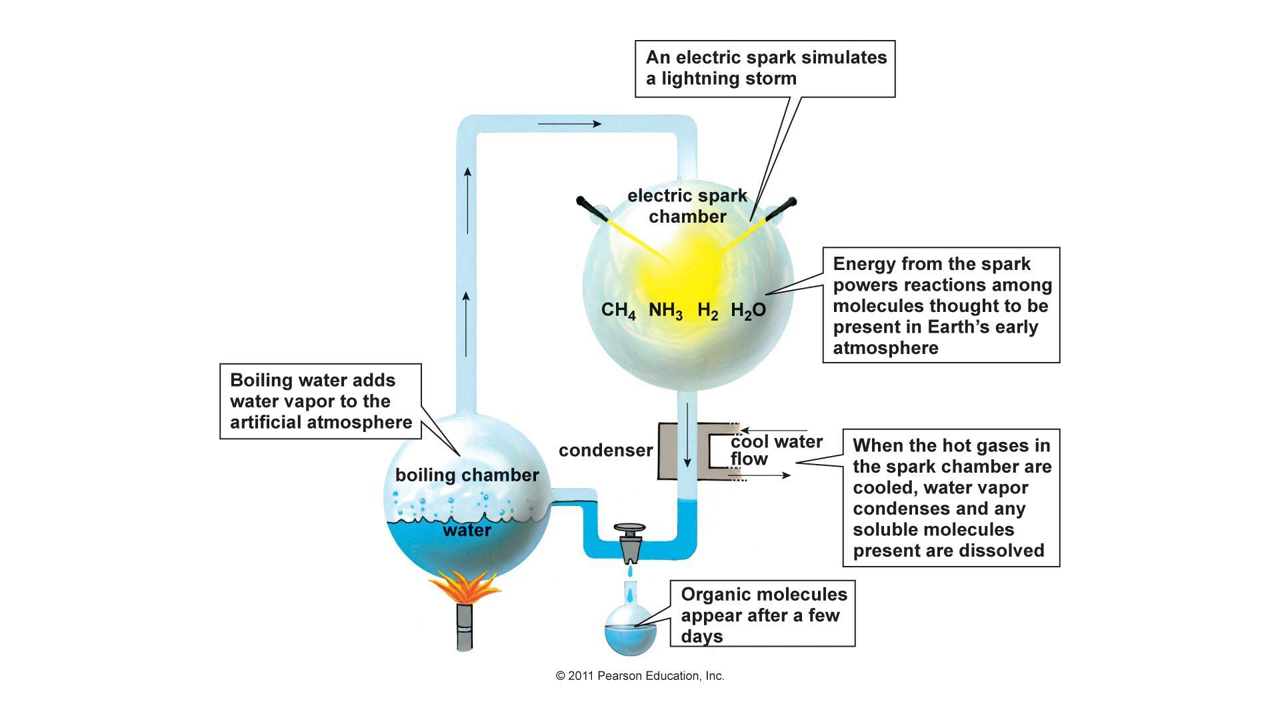 An electric spark simulates
a lightning storm
electric spark
chamber
Energy from the spark
powers reactions among
molecules thought to be
present in Earth's early
atmosphere
CH₄ NH₃ H₂ H₂O
Boiling water adds
water vapor to the
artificial atmosphere
boiling chamber
water
condenser
cool water
flow
When the hot gases in
the spark chamber are
cooled, water vapor
condenses and any
soluble molecules
present are dissolved
Organic molecules
appear after a few
days
© 2011 Pearson Education, Inc.